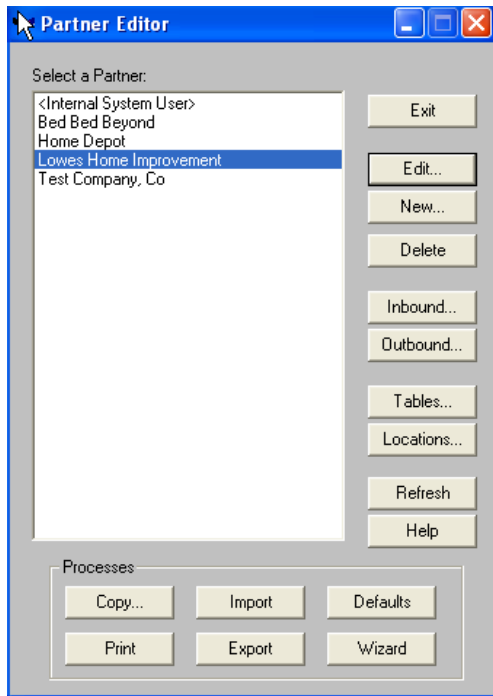 Partner Editor
Select a Partner:
<Internal System User>
Bed Bed Beyond
Home Depot
Lowes Home Improvement
Test Company, Co
Exit
Edit...
New...
Delete
Inbound...
Outbound...
Tables...
Locations...
Refresh
Help
Processes
Copy... Import Defaults
Print Export Wizard